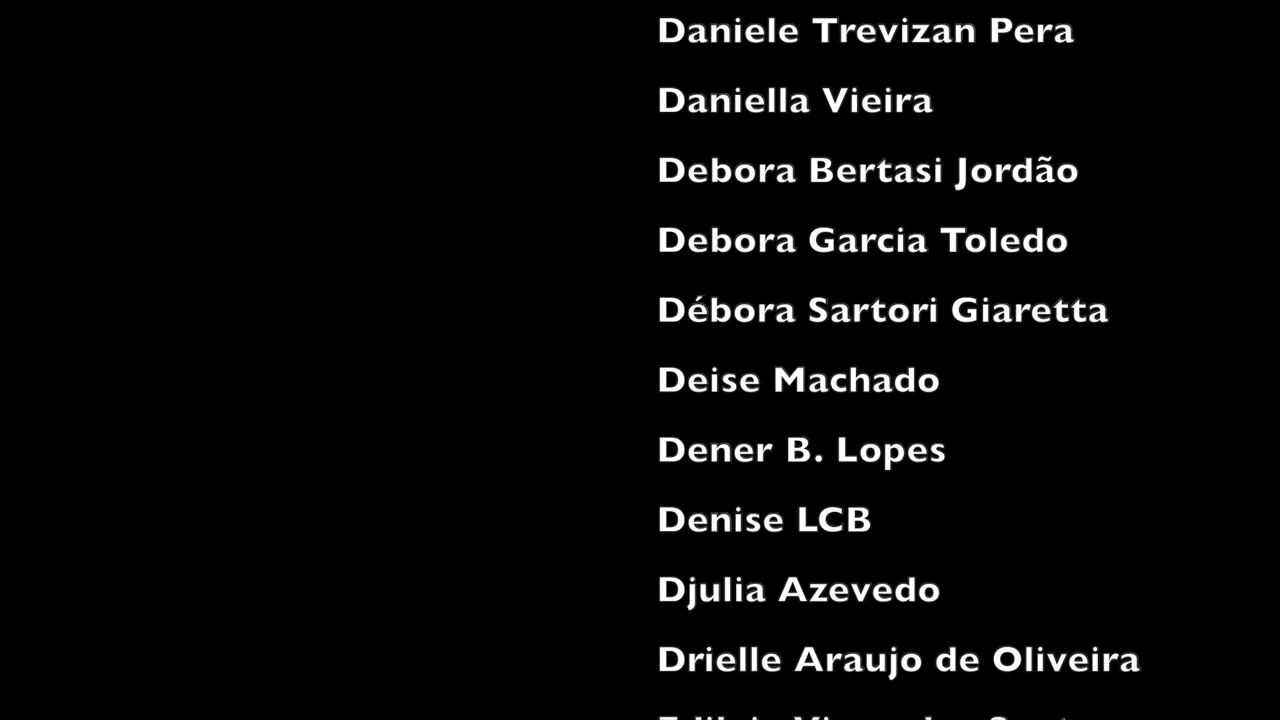 Daniele Trevizan Pera
Daniella Vieira
Debora Bertasi Jordão
Debora Garcia Toledo
Débora Sartori Giaretta
Deise Machado
Dener B. Lopes
Denise LCB
Djulia Azevedo
Drielle Araujo de Oliveira